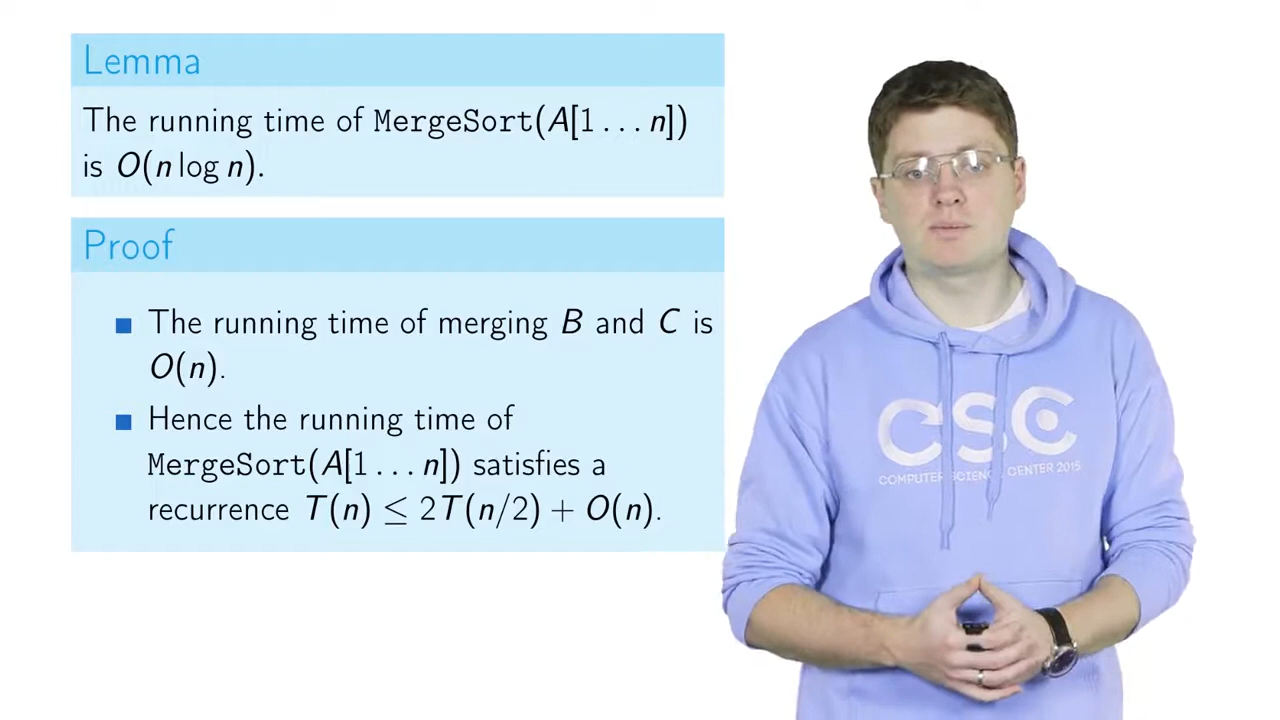 Lemma
The running time of MergeSort(A[1 … n])
is O(n log n).
Proof
■ The running time of merging B and C is
O(n).
■ Hence the running time of
MergeSort(A[1 … n]) satisfies a
recurrence T(n) ≤ 2T(n/2) + O(n).
CSC
COMPUTER SCIENCE CENTER 2015